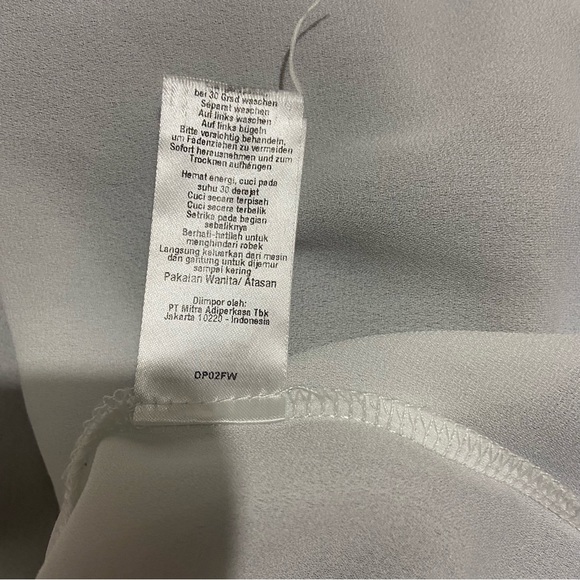 bei 30 Grad waschen
Separat waschen
Auf links waschen
Auf links bügeln
Bitte vorsichtig behandeln,
um Fadenziehen zu vermeiden
Sofort herausnehmen und zum
Trocknen aufhängen
Hemat energi, cuci pada
suhu 30 derajat
Cuci secara terpisah
Cuci secara terbalik
Setrika pada bagian
sebaliknya
Berhati-hatilah untuk
menghindari robek
Langsung keluarkan dari mesin
dan gantung untuk dijemur
sampai kering
Pakaian Wanita/ Atasan
Diimpor oleh:
PT Mitra Adiperkasa Tbk
Jakarta 10220 - Indonesia
DP02FW